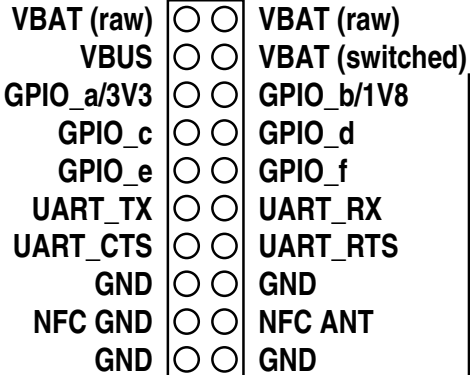 VBAT (raw) VBAT (raw)
VBUS VBAT (switched)
GPIO_a/3V3 GPIO_b/1V8
GPIO_c GPIO_d
GPIO_e GPIO_f
UART_TX UART_RX
UART_CTS UART_RTS
GND GND
NFC GND NFC ANT
GND GND